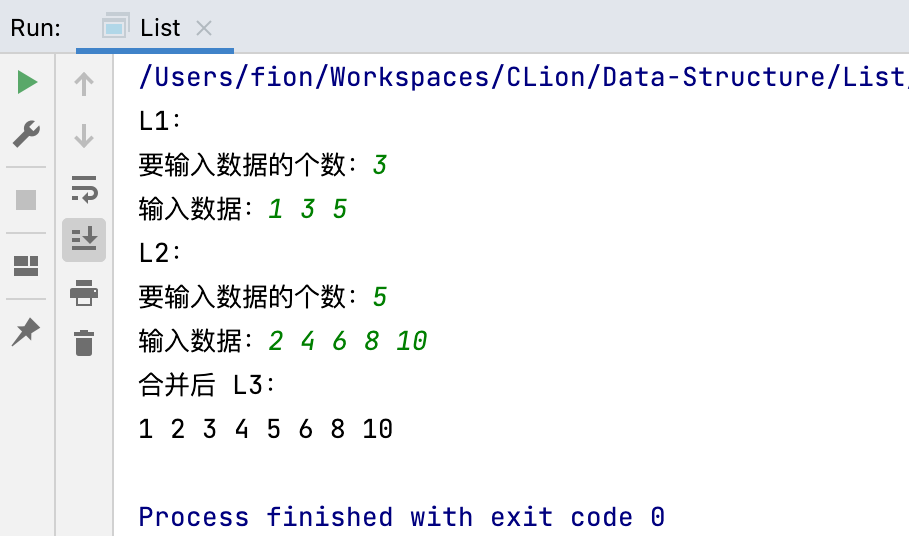 Run: List
/Users/fion/Workspaces/CLion/Data-Structure/List/
L1:
要输入数据的个数: 3
输入数据: 1 3 5
L2:
要输入数据的个数: 5
输入数据: 2 4 6 8 10
合并后 L3:
1 2 3 4 5 6 8 10
Process finished with exit code 0